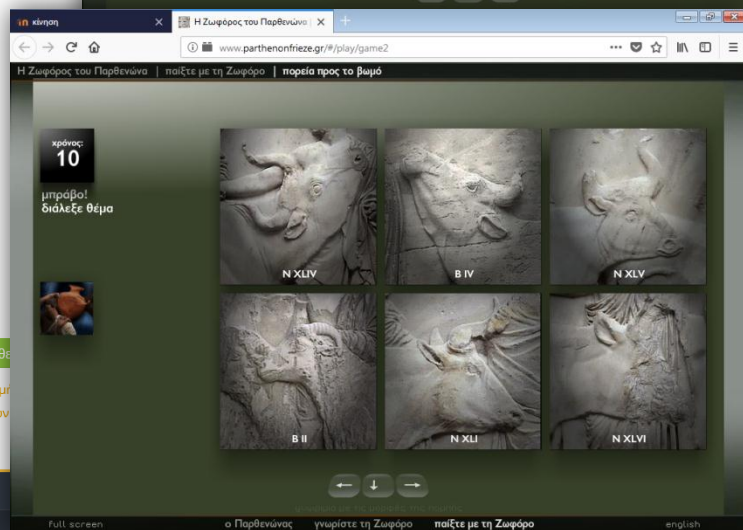 in κίνηση
Η Ζωφόρος του Παρθενώνα |
www.parthenonfrieze.gr/#/play/game2
Η Ζωφόρος του Παρθενώνα | παίξτε με τη Ζωφόρο | πορεία προς το βωμό
χρόνος:
10
μπράβο!
διάλεξε θέμα
N XLIV
B IV
N XLV
B II
N XLI
N XLVI
full screen
ο Παρθενώνας
γνωρίστε τη Ζωφόρο
παίξτε με τη Ζωφόρο
english